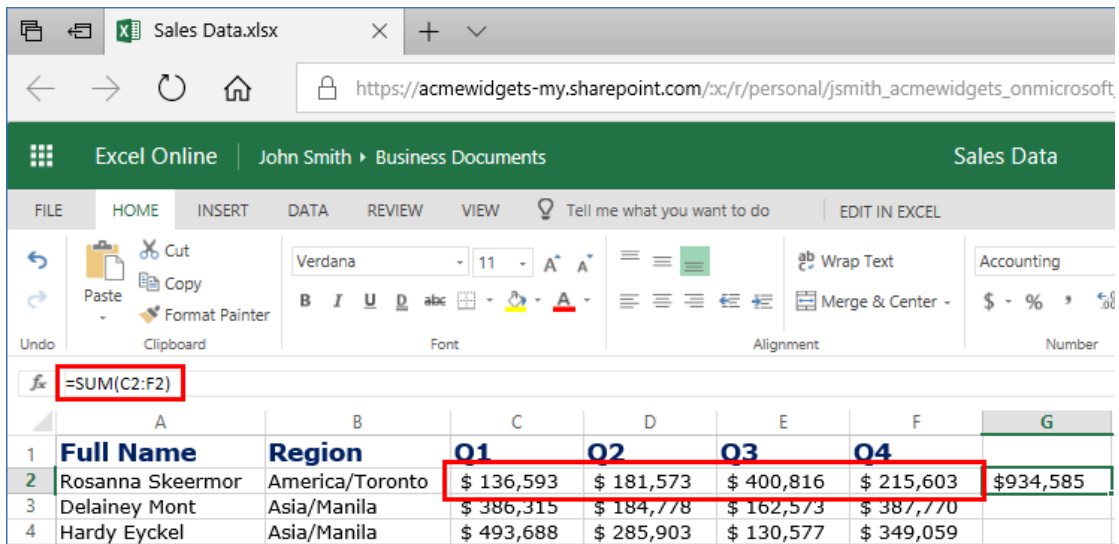 Sales Data.xlsx
https://acmewidgets-my.sharepoint.com/:x:/r/personal/jsmith_acmewidgets_onmicrosoft
Excel Online John Smith ▸ Business Documents Sales Data
FILE HOME INSERT DATA REVIEW VIEW Tell me what you want to do EDIT IN EXCEL
Paste Cut Verdana 11 A A ab Wrap Text Accounting
Copy
Format Painter B I U D abc A Merge & Center $ % , .00
Undo Clipboard Font Alignment Number
fx =SUM(C2:F2)
A B C D E F G
1 Full Name Region Q1 Q2 Q3 Q4
2 Rosanna Skeermor America/Toronto $ 136,593 $ 181,573 $ 400,816 $ 215,603 $934,585
3 Delainey Mont Asia/Manila $ 386,315 $ 184,778 $ 162,573 $ 387,770
4 Hardy Eyckel Asia/Manila $ 493,688 $ 285,903 $ 130,577 $ 349,059